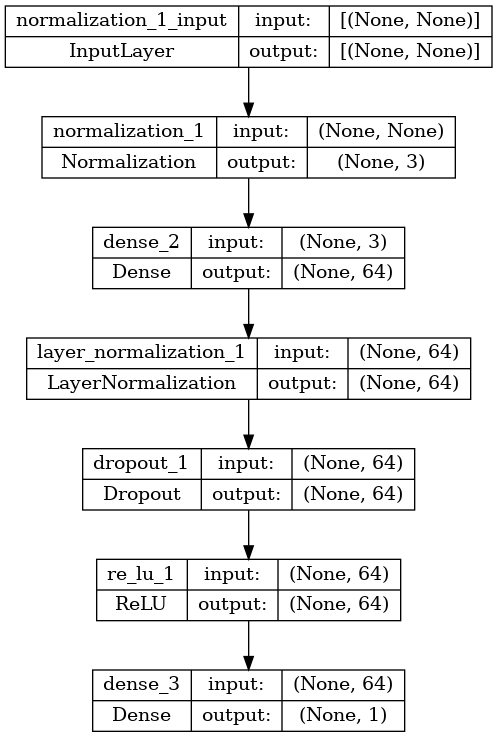 normalization_1_input input: [(None, None)]
InputLayer output: [(None, None)]
normalization_1 input: (None, None)
Normalization output: (None, 3)
dense_2 input: (None, 3)
Dense output: (None, 64)
layer_normalization_1 input: (None, 64)
LayerNormalization output: (None, 64)
dropout_1 input: (None, 64)
Dropout output: (None, 64)
re_lu_1 input: (None, 64)
ReLU output: (None, 64)
dense_3 input: (None, 64)
Dense output: (None, 1)